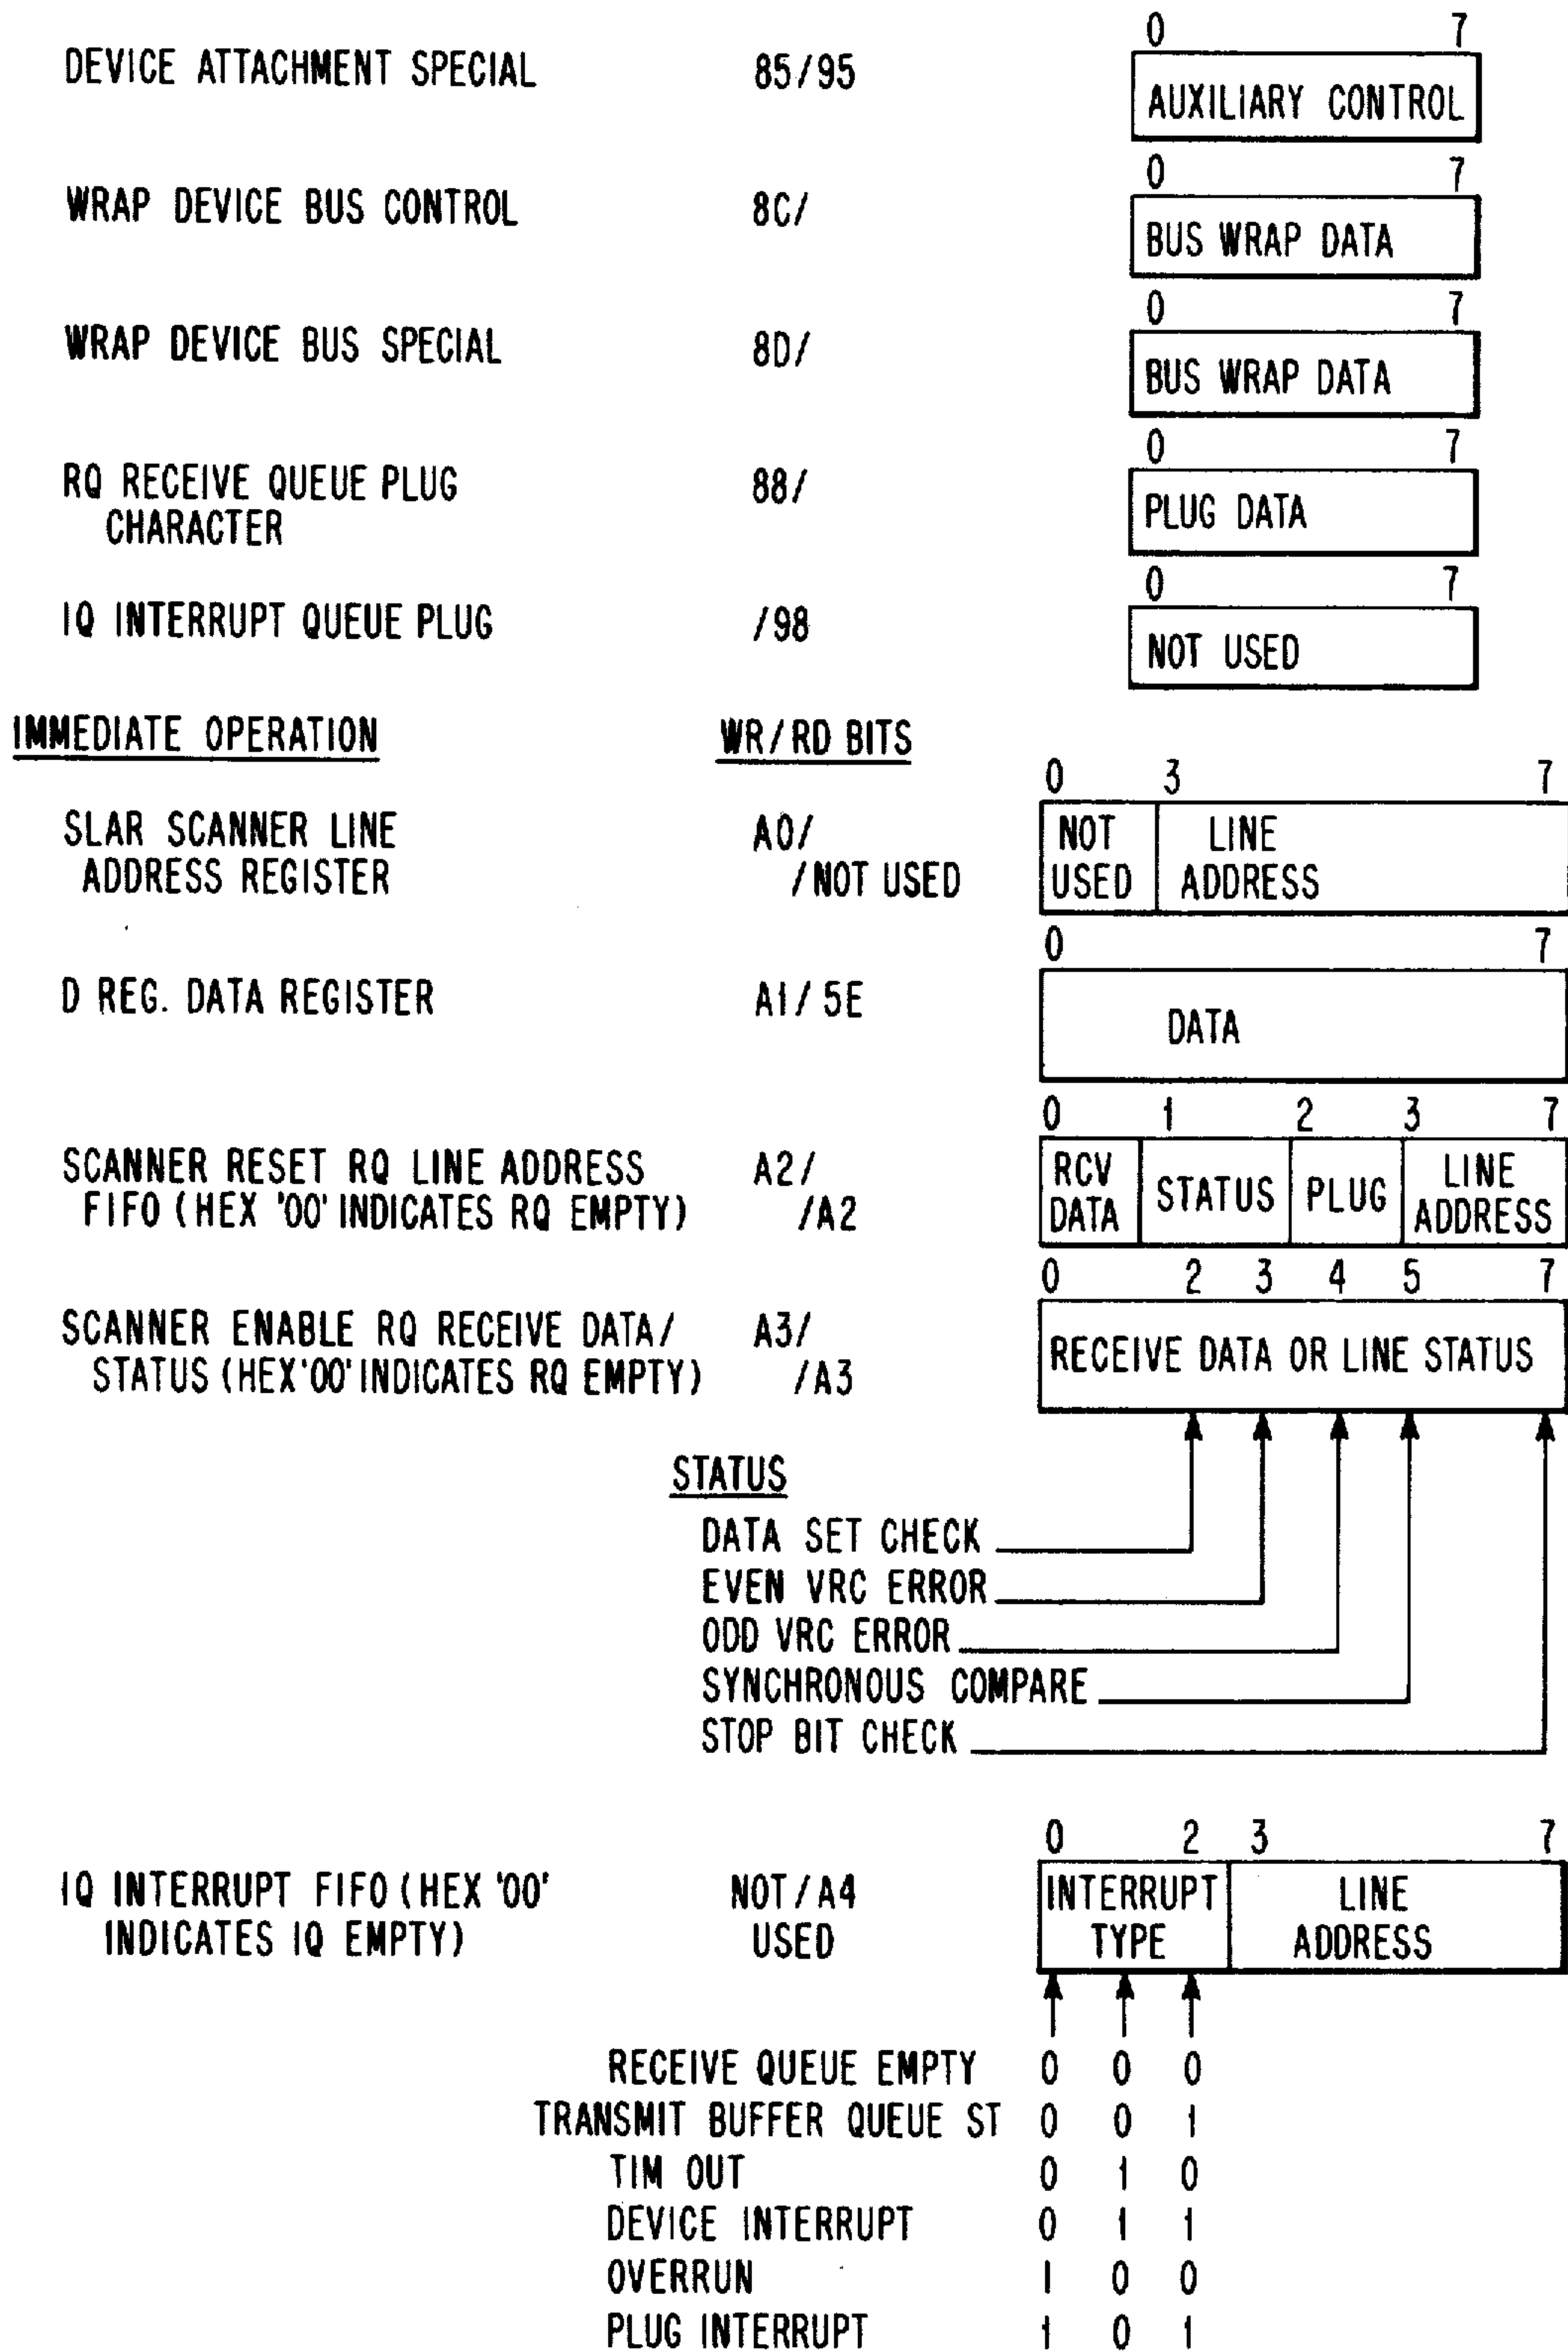 0 7
DEVICE ATTACHMENT SPECIAL 85/95 AUXILIARY CONTROL
0 7
WRAP DEVICE BUS CONTROL 8C/ BUS WRAP DATA
0 7
WRAP DEVICE BUS SPECIAL 8D/ BUS WRAP DATA
0 7
RQ RECEIVE QUEUE PLUG 88/ PLUG DATA
CHARACTER
0 7
IQ INTERRUPT QUEUE PLUG /98 NOT USED
IMMEDIATE OPERATION WR/RD BITS
0 3 7
SLAR SCANNER LINE A0/ NOT LINE
ADDRESS REGISTER /NOT USED USED ADDRESS
0 7
D REG. DATA REGISTER A1/5E DATA
0 1 2 3 7
SCANNER RESET RQ LINE ADDRESS A2/ RCV STATUS PLUG LINE
FIFO (HEX '00' INDICATES RQ EMPTY) /A2 DATA ADDRESS
0 2 3 4 5 7
SCANNER ENABLE RQ RECEIVE DATA/ A3/ RECEIVE DATA OR LINE STATUS
STATUS (HEX'00' INDICATES RQ EMPTY) /A3
STATUS
DATA SET CHECK
EVEN VRC ERROR
ODD VRC ERROR
SYNCHRONOUS COMPARE
STOP BIT CHECK
0 2 3 7
IQ INTERRUPT FIFO (HEX '00' NOT/A4 INTERRUPT LINE
INDICATES IQ EMPTY) USED TYPE ADDRESS
RECEIVE QUEUE EMPTY 0 0 0
TRANSMIT BUFFER QUEUE ST 0 0 1
TIM OUT 0 1 0
DEVICE INTERRUPT 0 1 1
OVERRUN 1 0 0
PLUG INTERRUPT 1 0 1